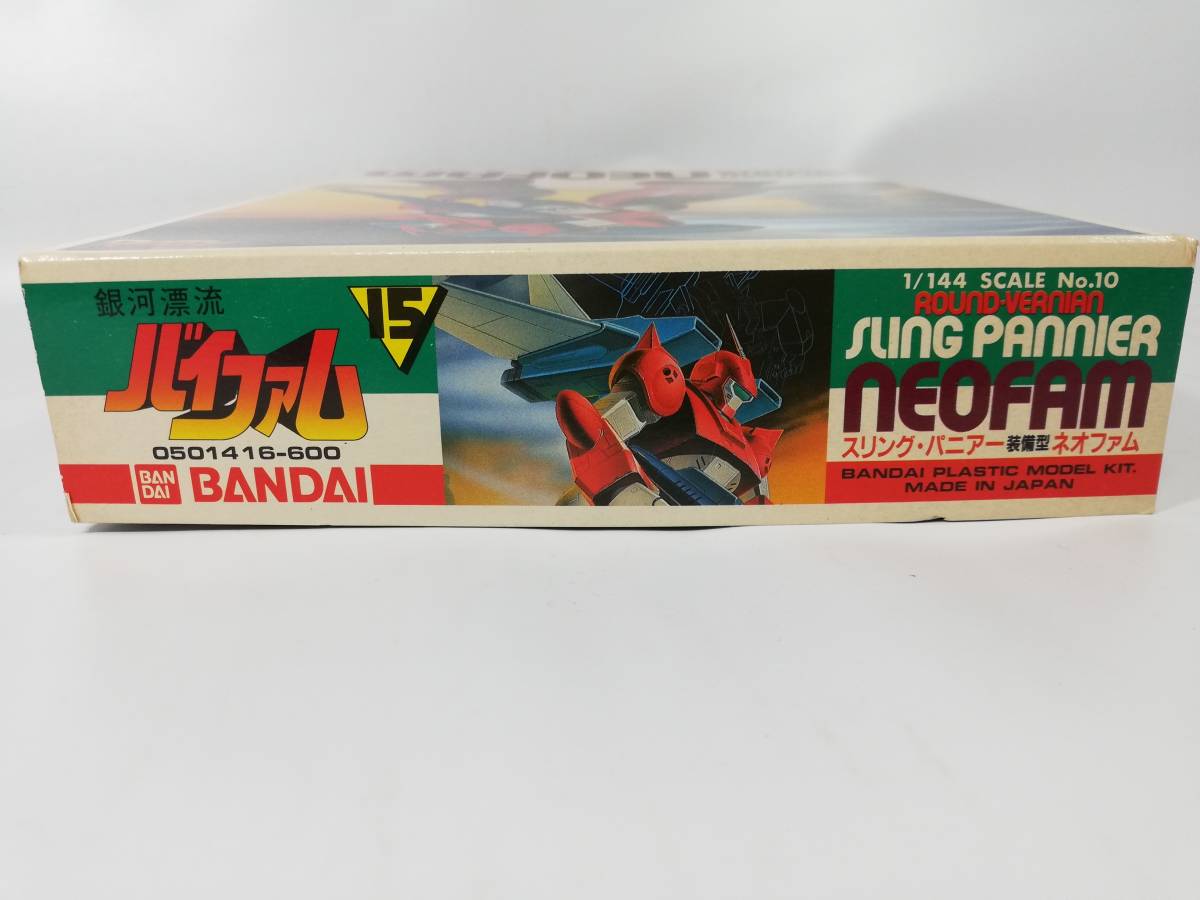 銀河漂流
バイファム
15
0501416-600
BAN
DAI
BANDAI
1/144 SCALE No.10
ROUND-VERNIAN
SLING PANNIER
NEOFAM
スリング・パニアー装備型ネオファム
BANDAI PLASTIC MODEL KIT.
MADE IN JAPAN